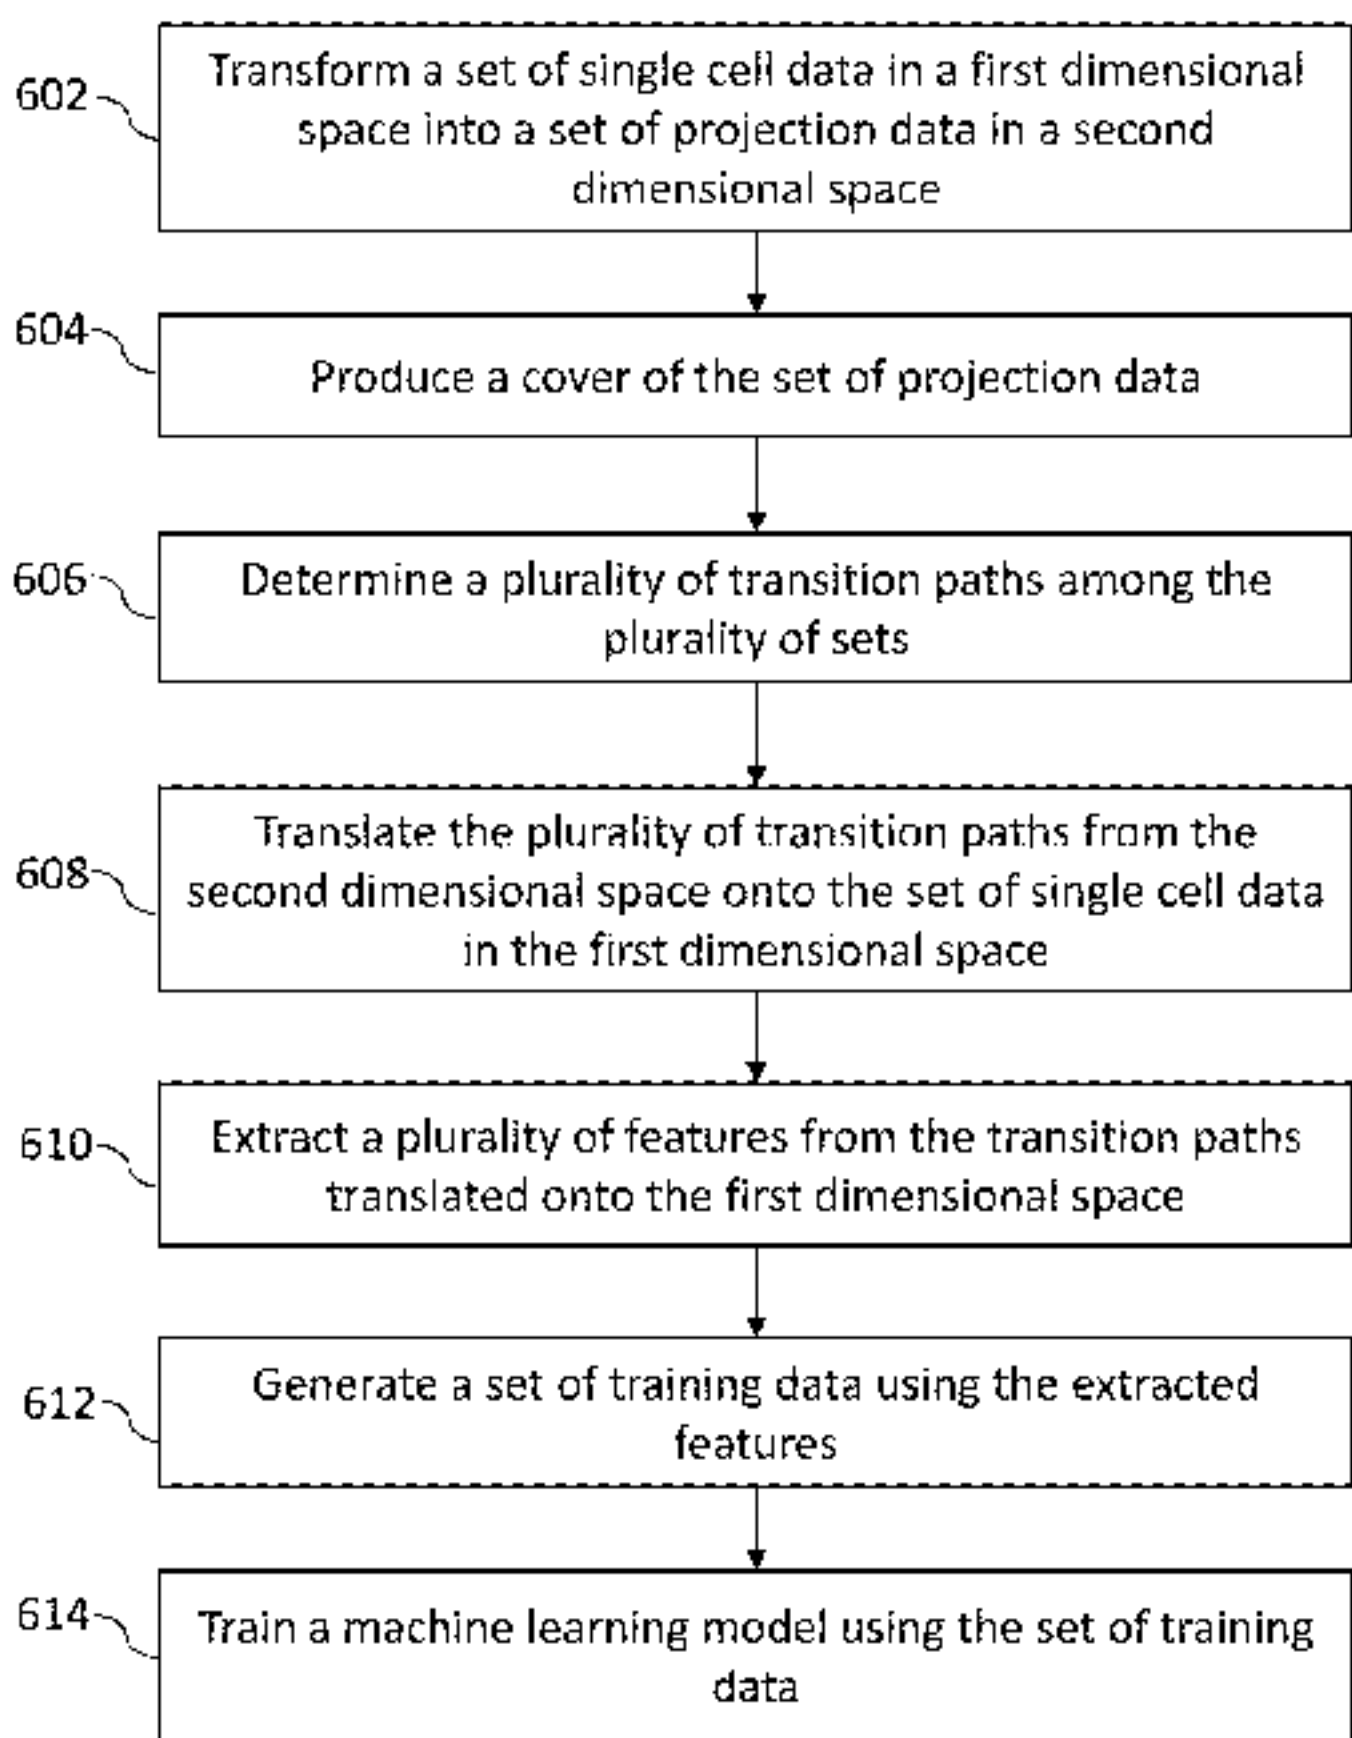 602
Transform a set of single cell data in a first dimensional
space into a set of projection data in a second
dimensional space
604
Produce a cover of the set of projection data
606
Determine a plurality of transition paths among the
plurality of sets
608
Translate the plurality of transition paths from the
second dimensional space onto the set of single cell data
in the first dimensional space
610
Extract a plurality of features from the transition paths
translated onto the first dimensional space
612
Generate a set of training data using the extracted
features
614
Train a machine learning model using the set of training
data